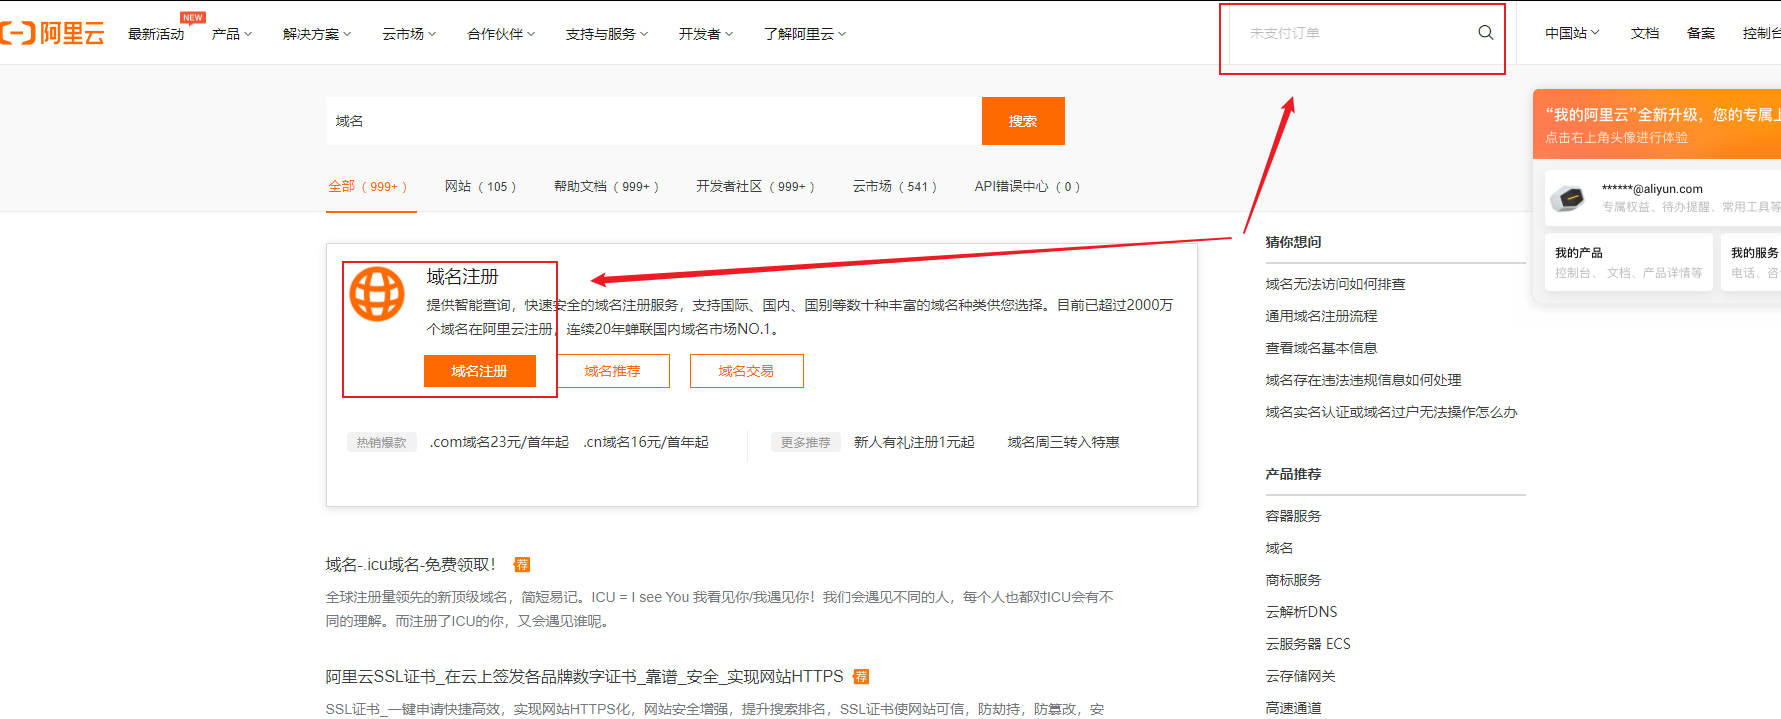 阿里云
最新活动
NEW
产品
解决方案
云市场
合作伙伴
支持与服务
开发者
了解阿里云
未支付订单
中国站
文档
备案
控制台
域名
搜索
全部（999+）
网站（105）
帮助文档（999+）
开发者社区（999+）
云市场（541）
API错误中心（0）
域名注册
提供智能查询，快速安全的域名注册服务，支持国际、国内、国别等数十种丰富的域名种类供您选择。目前已超过2000万
个域名在阿里云注册，连续20年蝉联国内域名市场NO.1。
域名注册
域名推荐
域名交易
热销爆款
.com域名23元/首年起
.cn域名16元/首年起
更多推荐
新人有礼注册1元起
域名周三转入特惠
域名-.icu域名-免费领取！
荐
全球注册量领先的新顶级域名，简短易记。ICU = I see You 我看见你/我遇见你！我们会遇见不同的人，每个人也都对ICU会有不
同的理解。而注册了ICU的你，又会遇见谁呢。
阿里云SSL证书_在云上签发各品牌数字证书_靠谱_安全_实现网站HTTPS
荐
SSL证书_一键申请快捷高效，实现网站HTTPS化，网站安全增强，提升搜索排名，SSL证书使网站可信，防劫持，防篡改，安
猜你想问
域名无法访问如何排查
通用域名注册流程
查看域名基本信息
域名存在违法违规信息如何处理
域名实名认证或域名过户无法操作怎么办
产品推荐
容器服务
域名
商标服务
云解析DNS
云服务器 ECS
云存储网关
高速通道
“我的阿里云”全新升级，您的专属上
点击右上角头像进行体验
******@aliyun.com
专属权益、待办提醒、常用工具等
我的产品
控制台、文档、产品详情等
我的服务
电话、咨